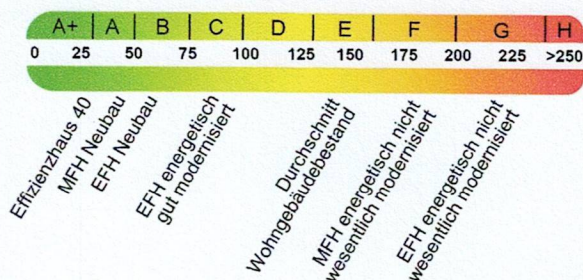 A+ A B C D E F G H
0 25 50 75 100 125 150 175 200 225 >250
Effizienzhaus 40
MFH Neubau
EFH Neubau
EFH energetisch
gut modernisiert
Durchschnitt
Wohngebäudebestand
MFH energetisch nicht
wesentlich modernisiert
EFH energetisch nicht
wesentlich modernisiert